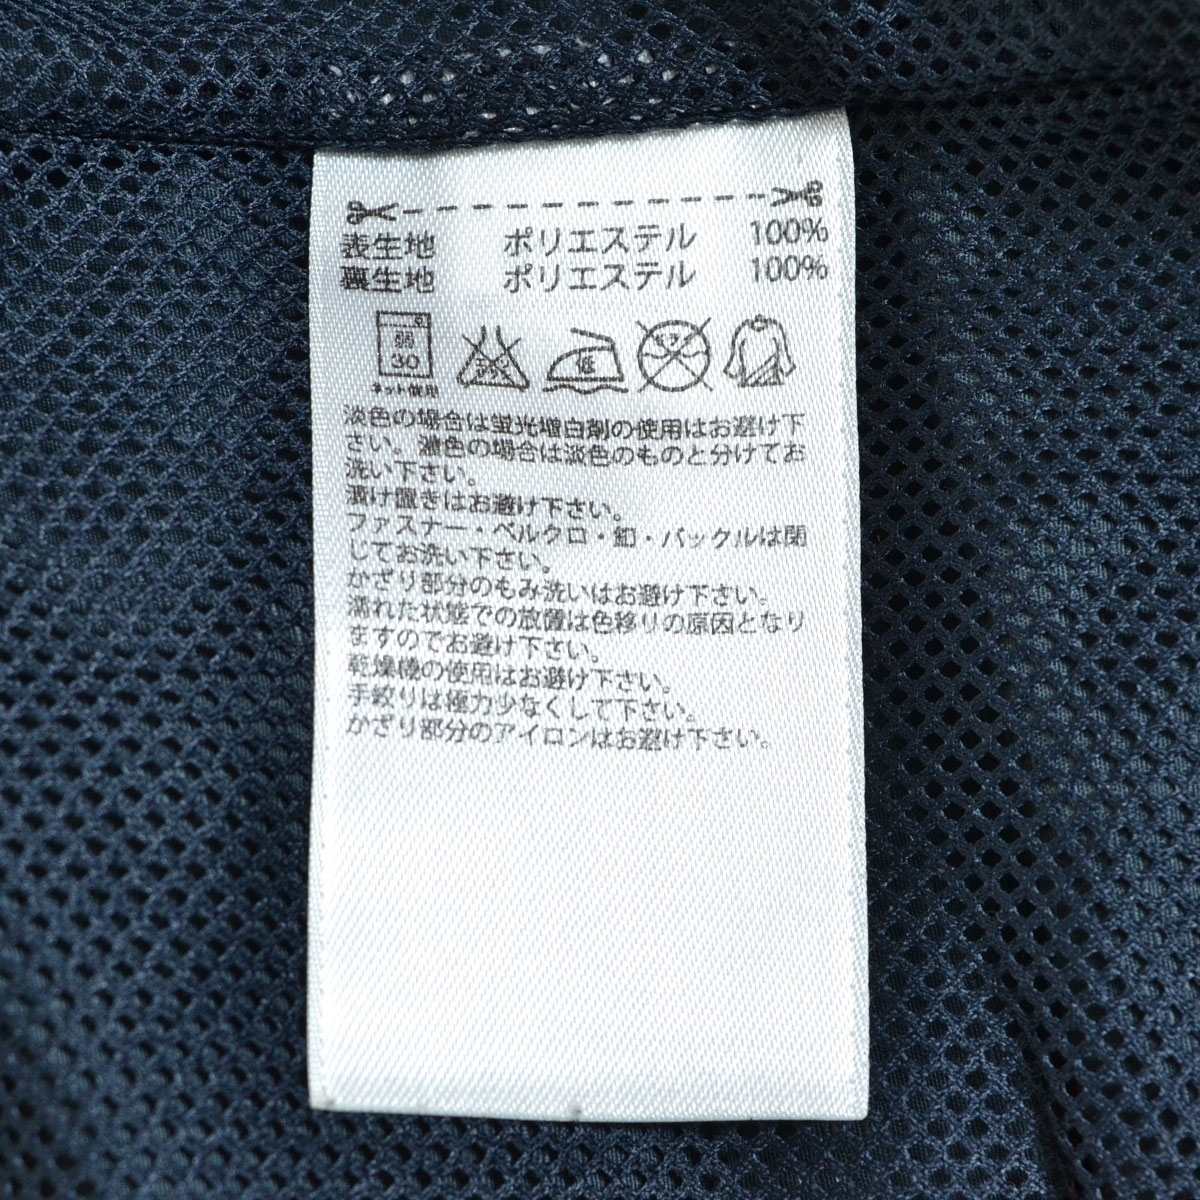 表生地 ポリエステル 100%
裏生地 ポリエステル 100%
弱
30
ネット使用
エンソサラシ
低
ドライ
淡色の場合は蛍光増白剤の使用はお避け下
さい。濃色の場合は淡色のものと分けてお
洗い下さい。
漬け置きはお避け下さい。
ファスナー・ベルクロ・釦・バックルは閉
じてお洗い下さい。
かざり部分のもみ洗いはお避け下さい。
濡れた状態での放置は色移りの原因となり
ますのでお避け下さい。
乾燥機の使用はお避け下さい。
手絞りは極力少なくして下さい。
かざり部分のアイロンはお避け下さい。